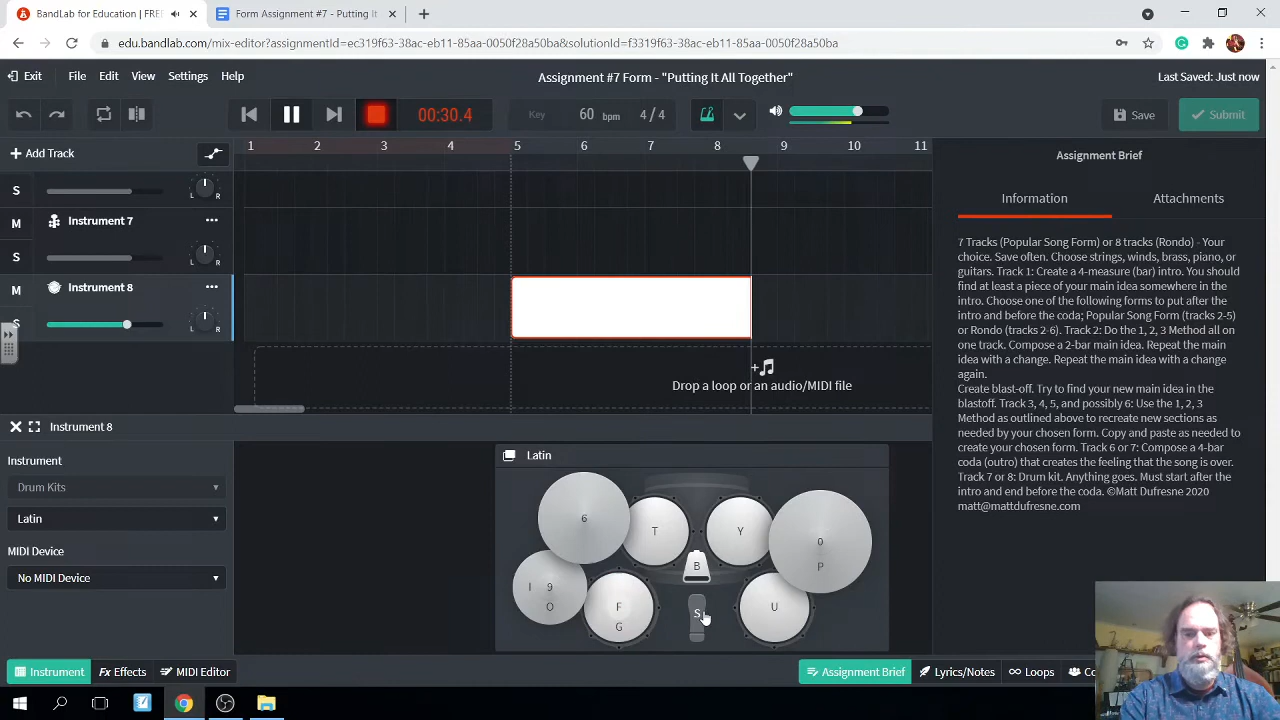 BandLab for Education | FREE
Form Assignment #7 - Putting It
edu.bandlab.com/mix-editor?assignmentId=ec319f63-38ec-eb11-a7ad-0050f28a50ba&solutionId=f3319f63-38ec-eb11-a7ad-0050f28a50ba
Exit File Edit View Settings Help
Assignment #7 Form - "Putting It All Together"
Last Saved: Just now
00:30.4
Key 60 bpm 4 / 4
Save
Submit
Add Track
1 2 3 4 5 6 7 8 9 10 11
Assignment Brief
Information Attachments
S
L R
M Instrument 7
S
L R
M Instrument 8
S
L R
Drop a loop or an audio/MIDI file
7 Tracks (Popular Song Form) or 8 tracks (Rondo) - Your
choice. Save often. Choose strings, winds, brass, piano, or
guitars. Track 1: Create a 4-measure (bar) intro. You should
find at least a piece of your main idea somewhere in the
intro. Choose one of the following forms to put after the
intro and before the coda; Popular Song Form (tracks 2-5)
or Rondo (tracks 2-6). Track 2: Do the 1, 2, 3 Method all on
one track. Compose a 2-bar main idea. Repeat the main
idea with a change. Repeat the main idea with a change
again.
Create blast-off. Try to find your new main idea in the
blastoff. Track 3, 4, 5, and possibly 6: Use the 1, 2, 3
Method as outlined above to recreate new sections as
needed by your chosen form. Copy and paste as needed to
create your chosen form. Track 6 or 7: Compose a 4-bar
coda (outro) that creates the feeling that the song is over.
Track 7 or 8: Drum kit. Anything goes. Must start after the
intro and end before the coda. ©Matt Dufresne 2020
matt@mattdufresne.com
Instrument 8
Instrument
Drum Kits
Latin
MIDI Device
No MIDI Device
Latin
6
T
Y
0
P
B
I 9
O
F
G
S
U
Instrument Effects MIDI Editor
Assignment Brief Lyrics/Notes Loops Co